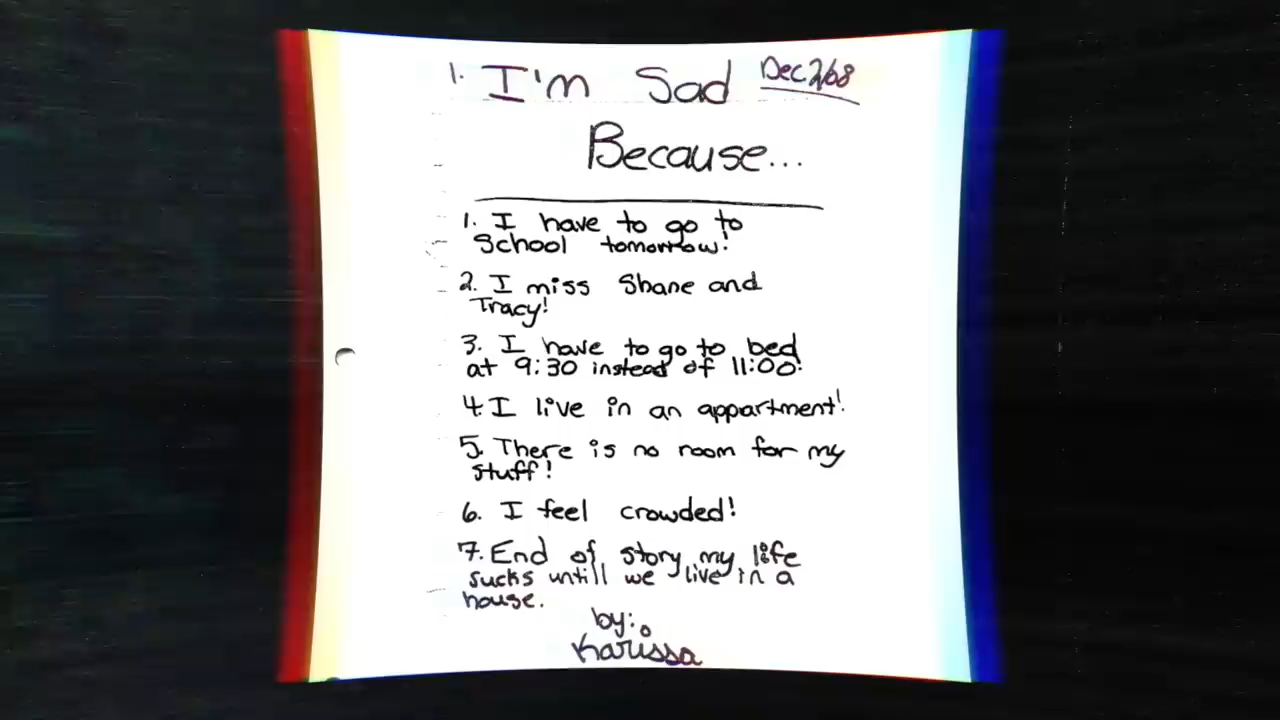 1. I'm Sad Dec 2/08
Because...
1. I have to go to
School tomorrow!
2. I miss Shane and
Tracy!
3. I have to go to bed
at 9:30 instead of 11:00!
4. I live in an appartment!
5. There is no room for my
stuff!
6. I feel crowded!
7. End of story my life
sucks untill we live in a
house.
by:
Karissa